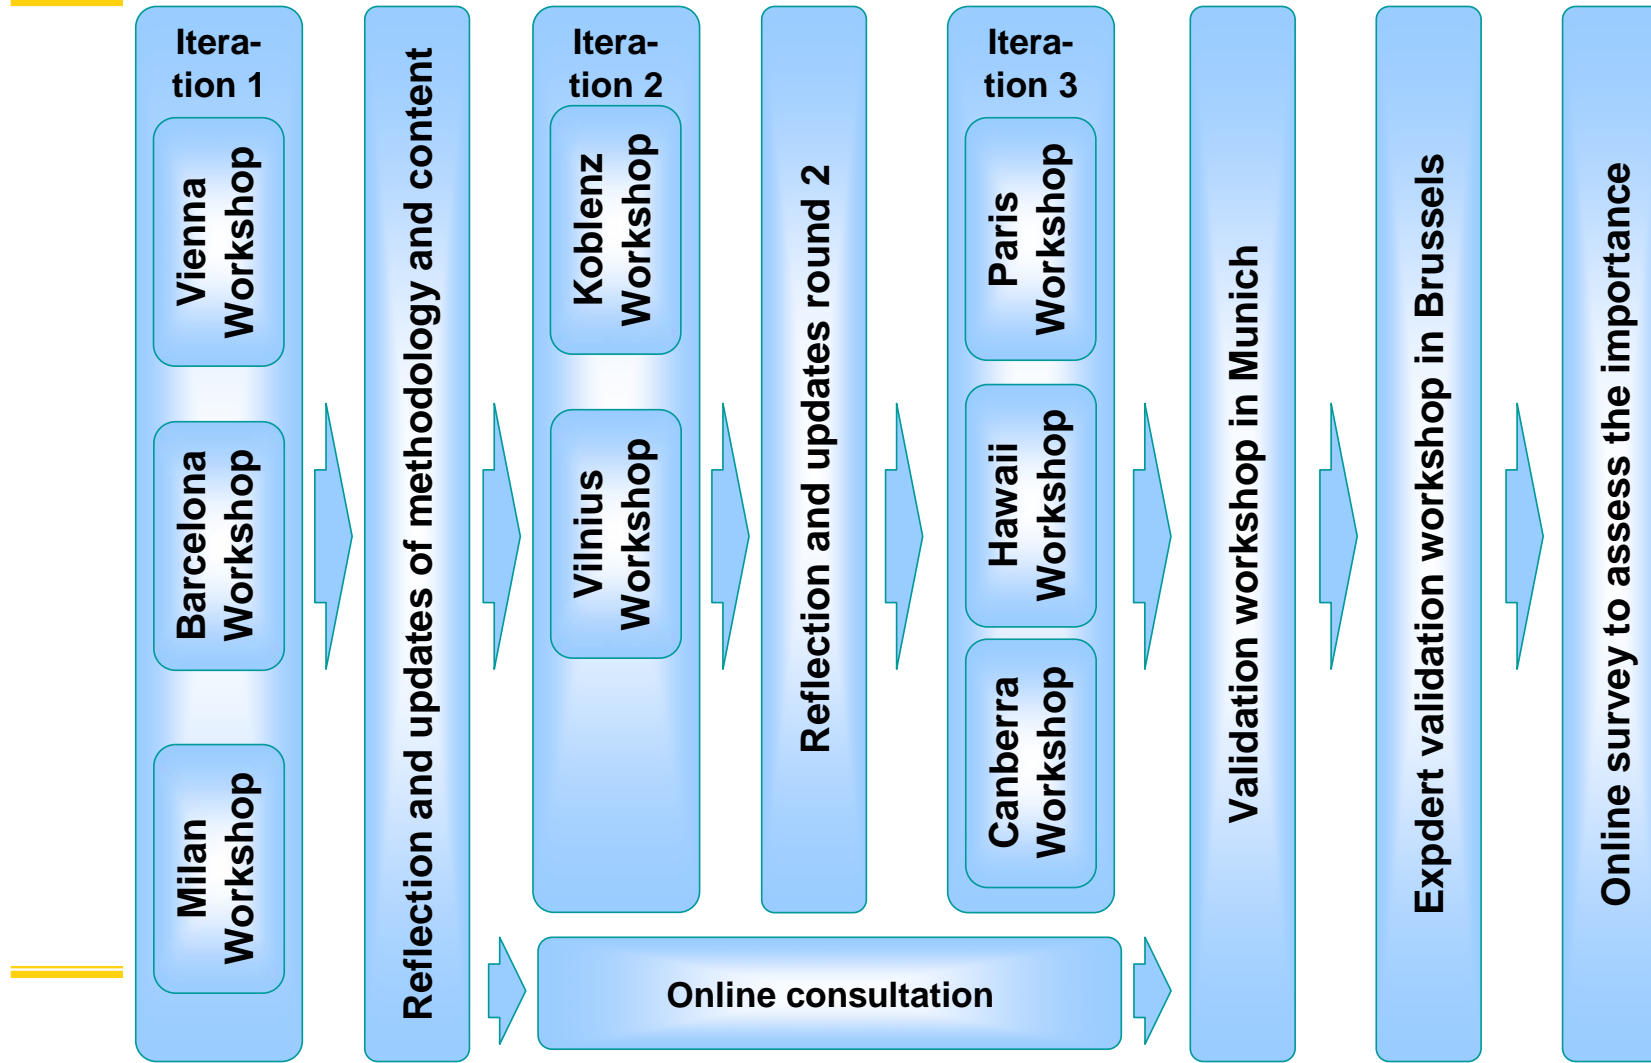 Itera-
tion 1
Vienna
Workshop
Barcelona
Workshop
Milan
Workshop
Reflection and updates of methodology and content
Itera-
tion 2
Koblenz
Workshop
Vilnius
Workshop
Reflection and updates round 2
Itera-
tion 3
Paris
Workshop
Hawaii
Workshop
Canberra
Workshop
Online consultation
Validation workshop in Munich
Expdert validation workshop in Brussels
Online survey to assess the importance